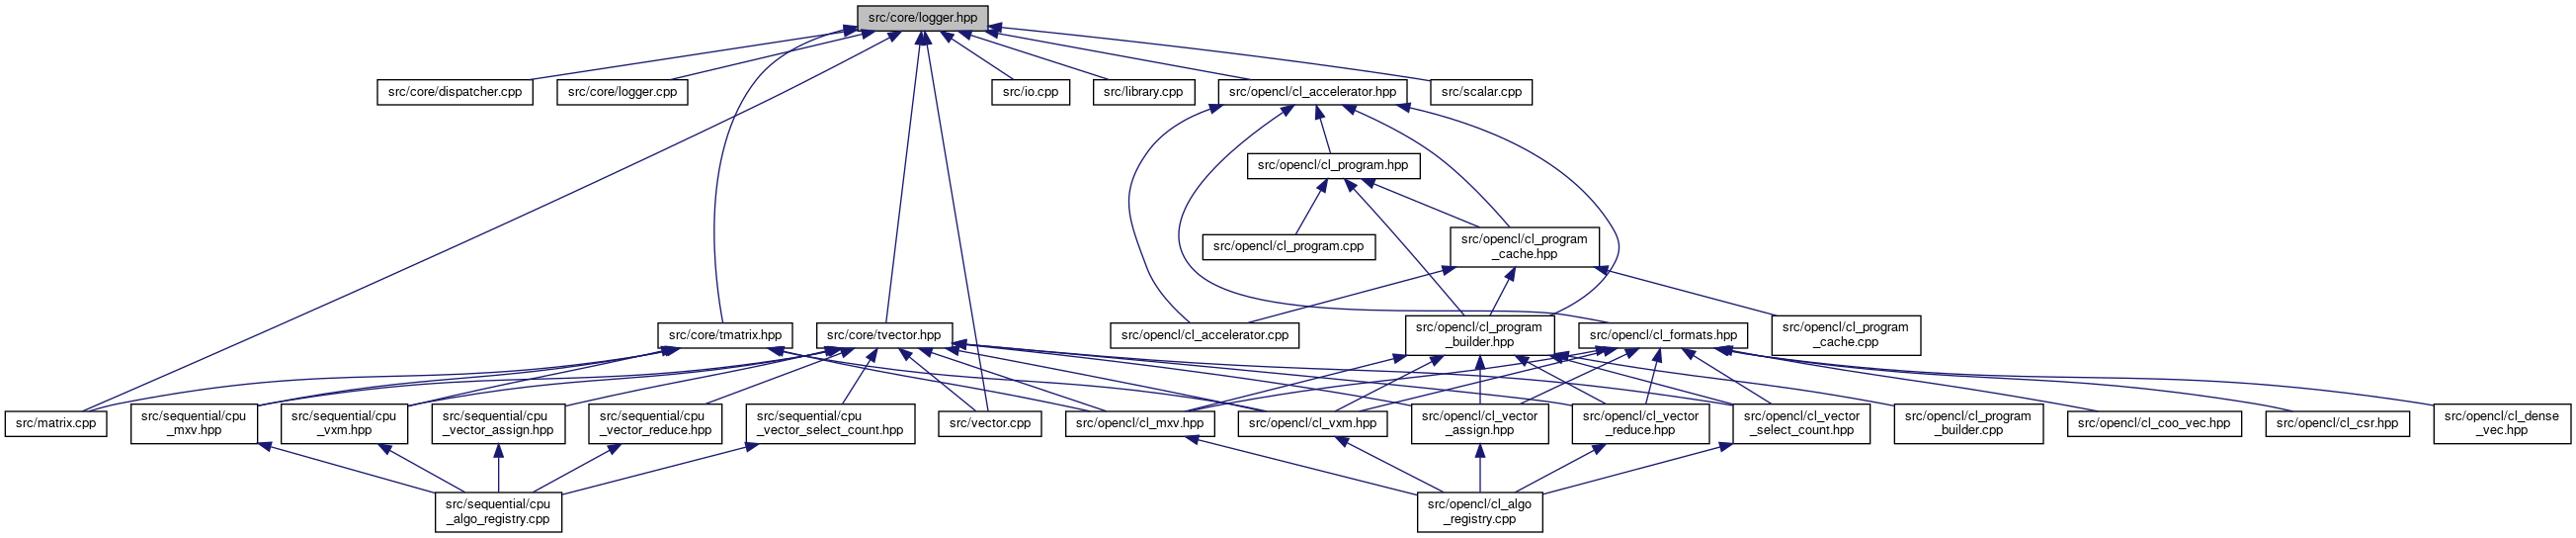 src/core/logger.hpp
src/core/dispatcher.cpp
src/core/logger.cpp
src/io.cpp
src/library.cpp
src/opencl/cl_accelerator.hpp
src/scalar.cpp
src/opencl/cl_program.hpp
src/opencl/cl_program.cpp
src/opencl/cl_program
_cache.hpp
src/core/tmatrix.hpp
src/core/tvector.hpp
src/opencl/cl_accelerator.cpp
src/opencl/cl_program
_builder.hpp
src/opencl/cl_formats.hpp
src/opencl/cl_program
_cache.cpp
src/matrix.cpp
src/sequential/cpu
_mxv.hpp
src/sequential/cpu
_vxm.hpp
src/sequential/cpu
_vector_assign.hpp
src/sequential/cpu
_vector_reduce.hpp
src/sequential/cpu
_vector_select_count.hpp
src/vector.cpp
src/opencl/cl_mxv.hpp
src/opencl/cl_vxm.hpp
src/opencl/cl_vector
_assign.hpp
src/opencl/cl_vector
_reduce.hpp
src/opencl/cl_vector
_select_count.hpp
src/opencl/cl_program
_builder.cpp
src/opencl/cl_coo_vec.hpp
src/opencl/cl_csr.hpp
src/opencl/cl_dense
_vec.hpp
src/sequential/cpu
_algo_registry.cpp
src/opencl/cl_algo
_registry.cpp